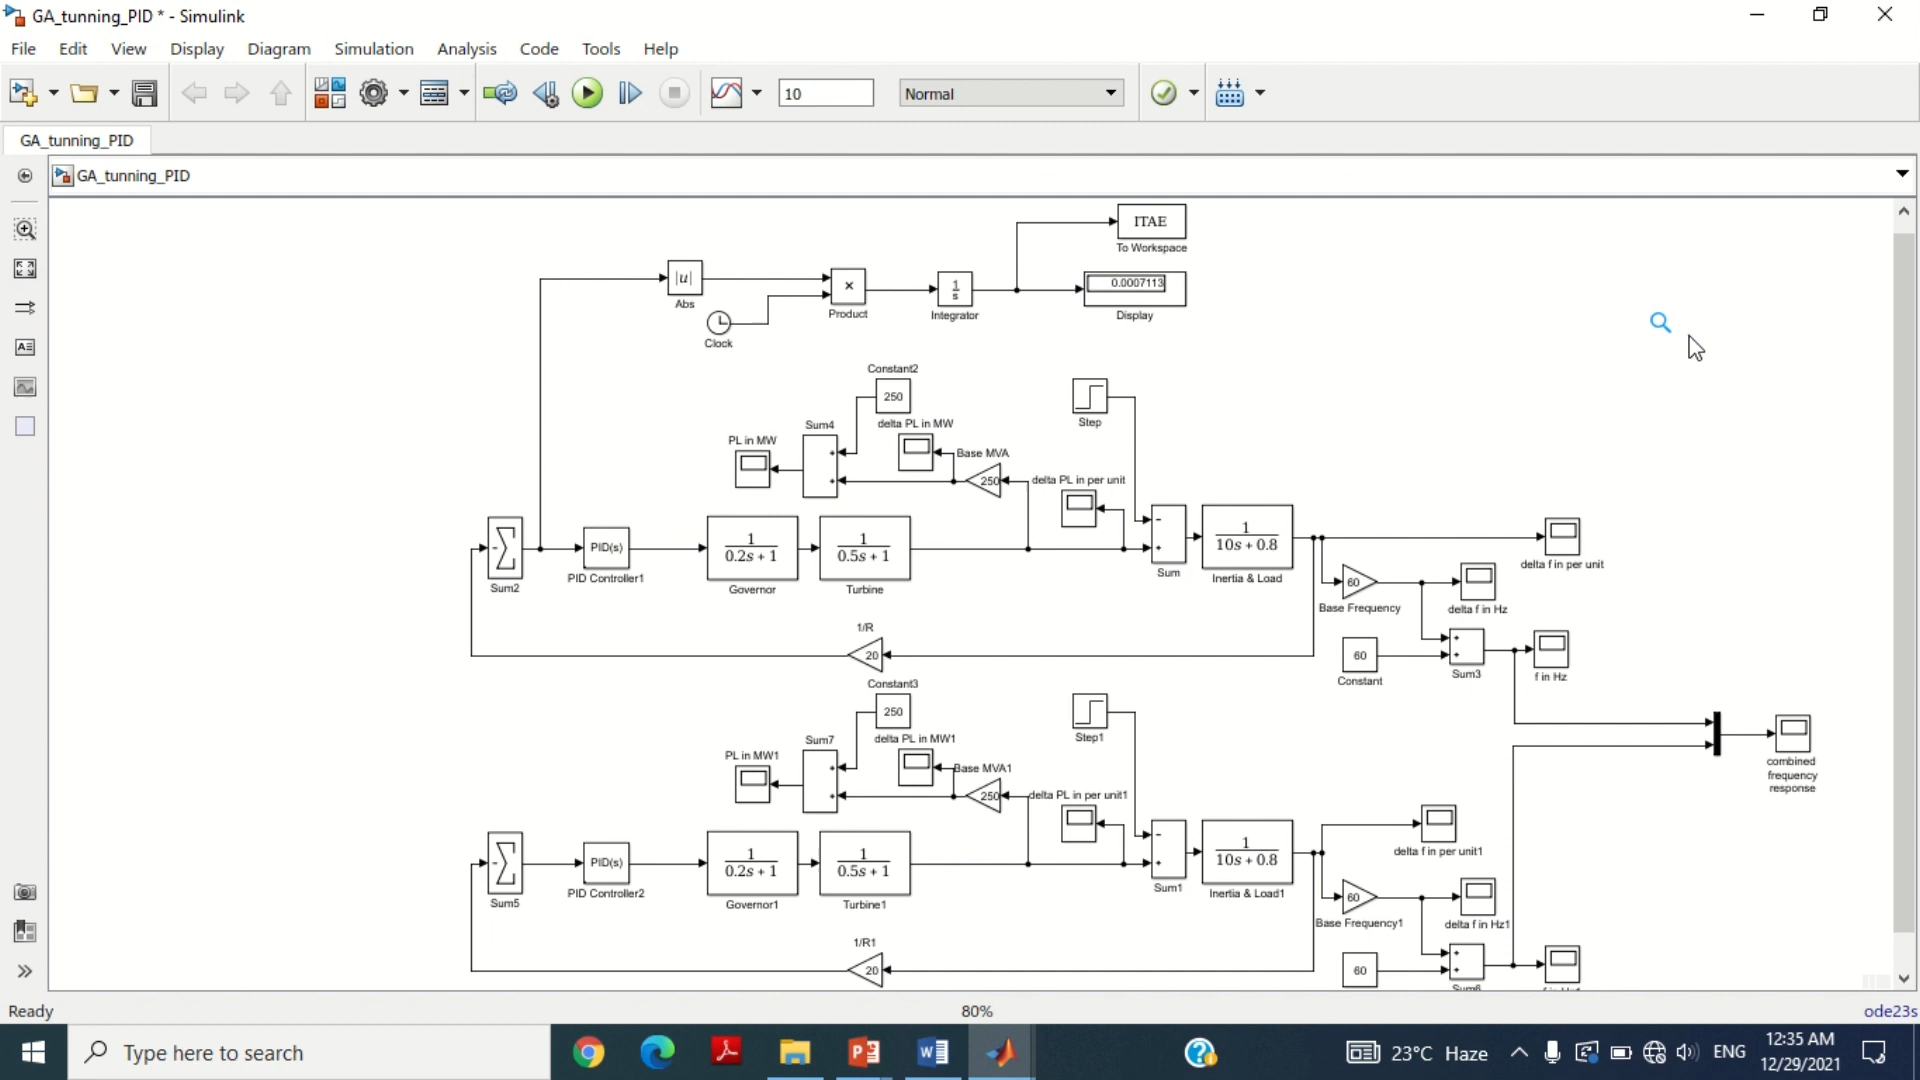 GA_tunning_PID * - Simulink
File Edit View Display Diagram Simulation Analysis Code Tools Help
10 Normal
GA_tunning_PID
GA_tunning_PID
ITAE
To Workspace
|u|
Abs
×
Product
1
s
Integrator
0.0007113
Display
Clock
Constant2
250
delta PL in MW
Sum4
PL in MW
Base MVA
250
delta PL in per unit
Step
Sum2
PID(s)
PID Controller1
1
0.2s + 1
Governor
1
0.5s + 1
Turbine
Sum
1
10s + 0.8
Inertia & Load
delta f in per unit
60
Base Frequency
delta f in Hz
60
Constant
Sum3
f in Hz
1/R
20
Constant3
250
delta PL in MW1
Sum7
PL in MW1
Base MVA1
250
delta PL in per unit1
Step1
combined
frequency
response
Sum5
PID(s)
PID Controller2
1
0.2s + 1
Governor1
1
0.5s + 1
Turbine1
Sum1
1
10s + 0.8
Inertia & Load1
delta f in per unit1
60
Base Frequency1
delta f in Hz1
60
1/R1
20
Ready 80% ode23s
Type here to search
23°C Haze
ENG
12:35 AM
12/29/2021